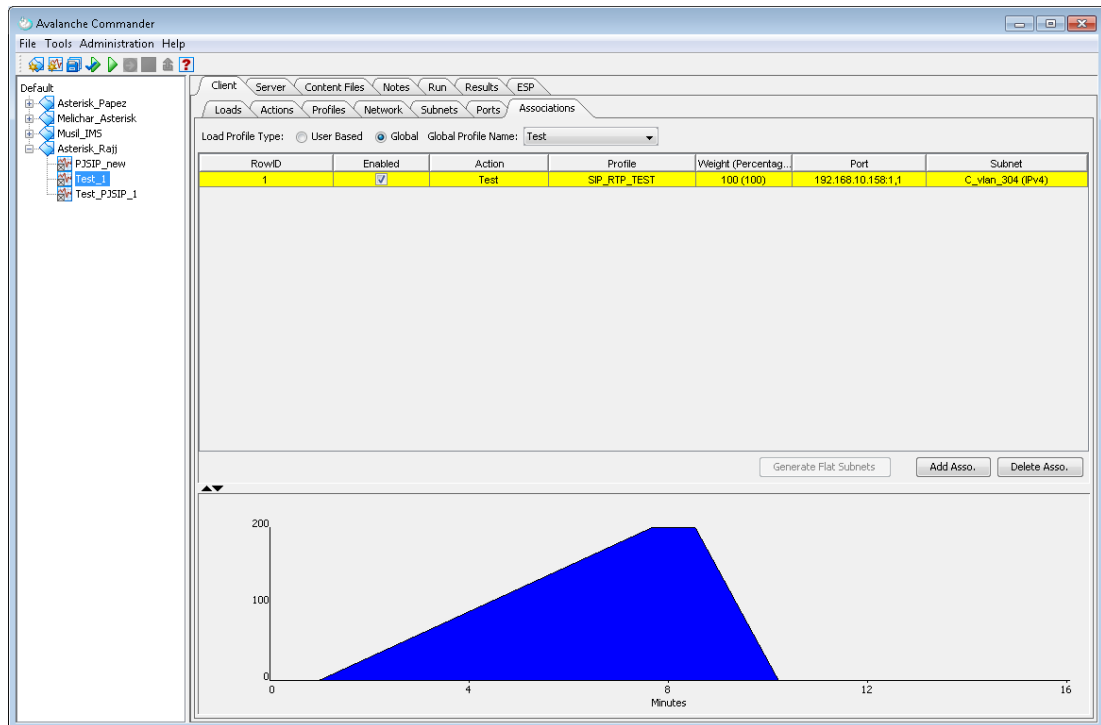 Avalanche Commander
File Tools Administration Help
Default
Asterisk_Papez
Melichar_Asterisk
Musil_IMS
Asterisk_Rajj
PJSIP_new
Test_1
Test_PJSIP_1
Client Server Content Files Notes Run Results ESP
Loads Actions Profiles Network Subnets Ports Associations
Load Profile Type: User Based Global Global Profile Name: Test
RowID Enabled Action Profile Weight (Percentag... Port Subnet
1 Test SIP_RTP_TEST 100 (100) 192.168.10.158:1,1 C_vlan_304 (IPv4)
Generate Flat Subnets Add Asso. Delete Asso.
200
100
0
0 4 8 12 16
Minutes